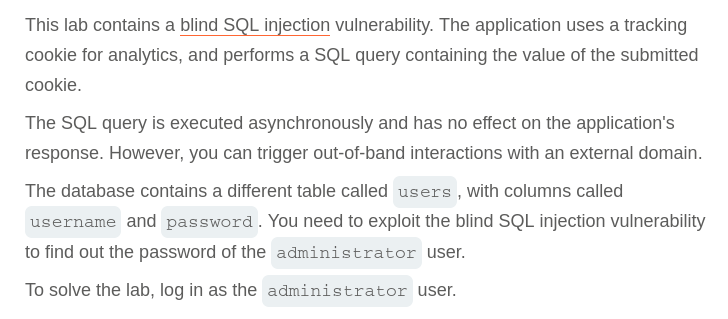 This lab contains a blind SQL injection vulnerability. The application uses a tracking
cookie for analytics, and performs a SQL query containing the value of the submitted
cookie.
The SQL query is executed asynchronously and has no effect on the application's
response. However, you can trigger out-of-band interactions with an external domain.
The database contains a different table called users, with columns called
username and password. You need to exploit the blind SQL injection vulnerability
to find out the password of the administrator user.
To solve the lab, log in as the administrator user.